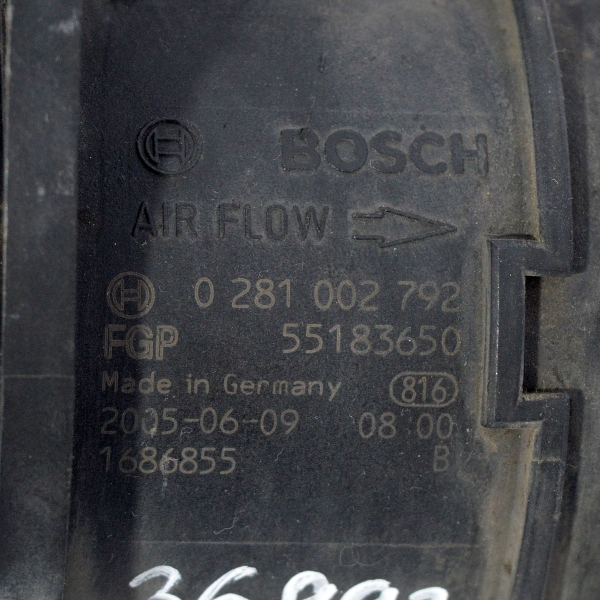 BOSCH
AIR FLOW
0 281 002 792
FGP 55183650
Made in Germany 816
2005-06-09 08:00
1686855 B